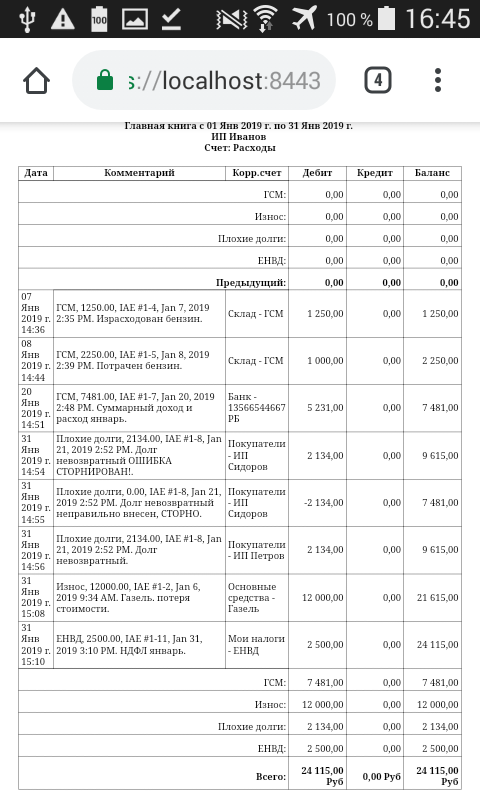 100
100 %
16:45
s://localhost:8443
4
Главная книга с 01 Янв 2019 г. по 31 Янв 2019 г.
ИП Иванов
Счет: Расходы
Дата Комментарий Корр.счет Дебит Кредит Баланс
ГСМ: 0,00 0,00 0,00
Износ: 0,00 0,00 0,00
Плохие долги: 0,00 0,00 0,00
ЕНВД: 0,00 0,00 0,00
Предыдущий: 0,00 0,00 0,00
07
Янв
2019 г.
14:36
ГСМ, 1250.00, IAE #1-4, Jan 7, 2019
2:35 PM. Израсходован бензин.
Склад - ГСМ
1 250,00 0,00 1 250,00
08
Янв
2019 г.
14:44
ГСМ, 2250.00, IAE #1-5, Jan 8, 2019
2:39 PM. Потрачен бензин.
Склад - ГСМ
1 000,00 0,00 2 250,00
20
Янв
2019 г.
14:51
ГСМ, 7481.00, IAE #1-7, Jan 20, 2019
2:48 PM. Суммарный доход и
расход январь.
Банк -
13566544667
РБ
5 231,00 0,00 7 481,00
31
Янв
2019 г.
14:54
Плохие долги, 2134.00, IAE #1-8, Jan
21, 2019 2:52 PM. Долг
невозвратный ОШИБКА
СТОРНИРОВАН!.
Покупатели
- ИП
Сидоров
2 134,00 0,00 9 615,00
31
Янв
2019 г.
14:55
Плохие долги, 0.00, IAE #1-8, Jan 21,
2019 2:52 PM. Долг невозвратный
неправильно внесен, СТОРНО.
Покупатели
- ИП
Сидоров
-2 134,00 0,00 7 481,00
31
Янв
2019 г.
14:56
Плохие долги, 2134.00, IAE #1-8, Jan
21, 2019 2:52 PM. Долг
невозвратный.
Покупатели
- ИП Петров
2 134,00 0,00 9 615,00
31
Янв
2019 г.
15:08
Износ, 12000.00, IAE #1-2, Jan 6,
2019 9:34 AM. Газель. потеря
стоимости.
Основные
средства -
Газель
12 000,00 0,00 21 615,00
31
Янв
2019 г.
15:10
ЕНВД, 2500.00, IAE #1-11, Jan 31,
2019 3:10 PM. НДФЛ январь.
Мои налоги
- ЕНВД
2 500,00 0,00 24 115,00
ГСМ: 7 481,00 0,00 7 481,00
Износ: 12 000,00 0,00 12 000,00
Плохие долги: 2 134,00 0,00 2 134,00
ЕНВД: 2 500,00 0,00 2 500,00
Всего: 24 115,00 Руб 0,00 Руб 24 115,00 Руб